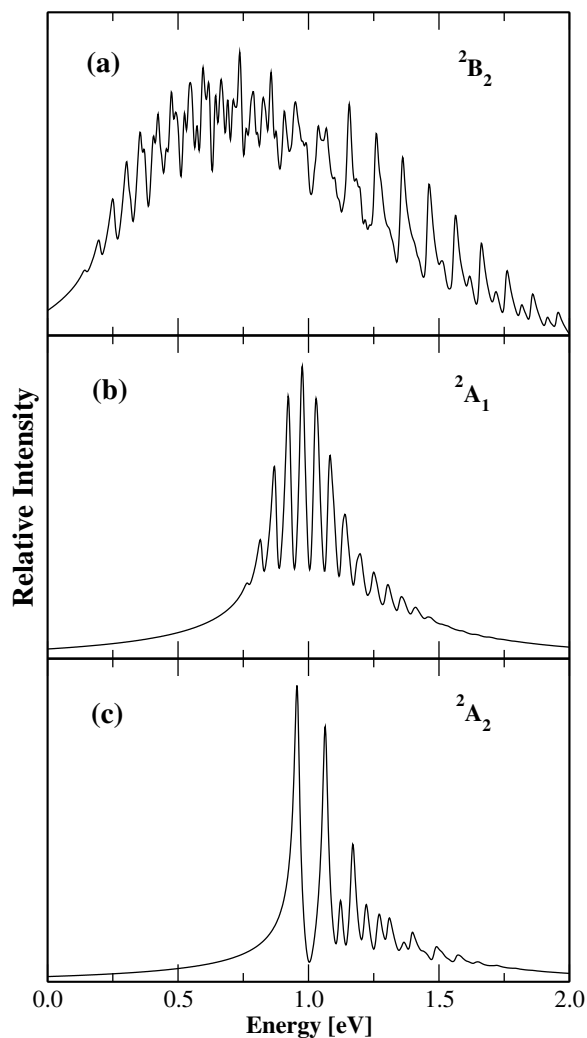 (a)
²B₂
(b)
²A₁
(c)
²A₂
Relative Intensity
0.0 0.5 1.0 1.5 2.0
Energy [eV]